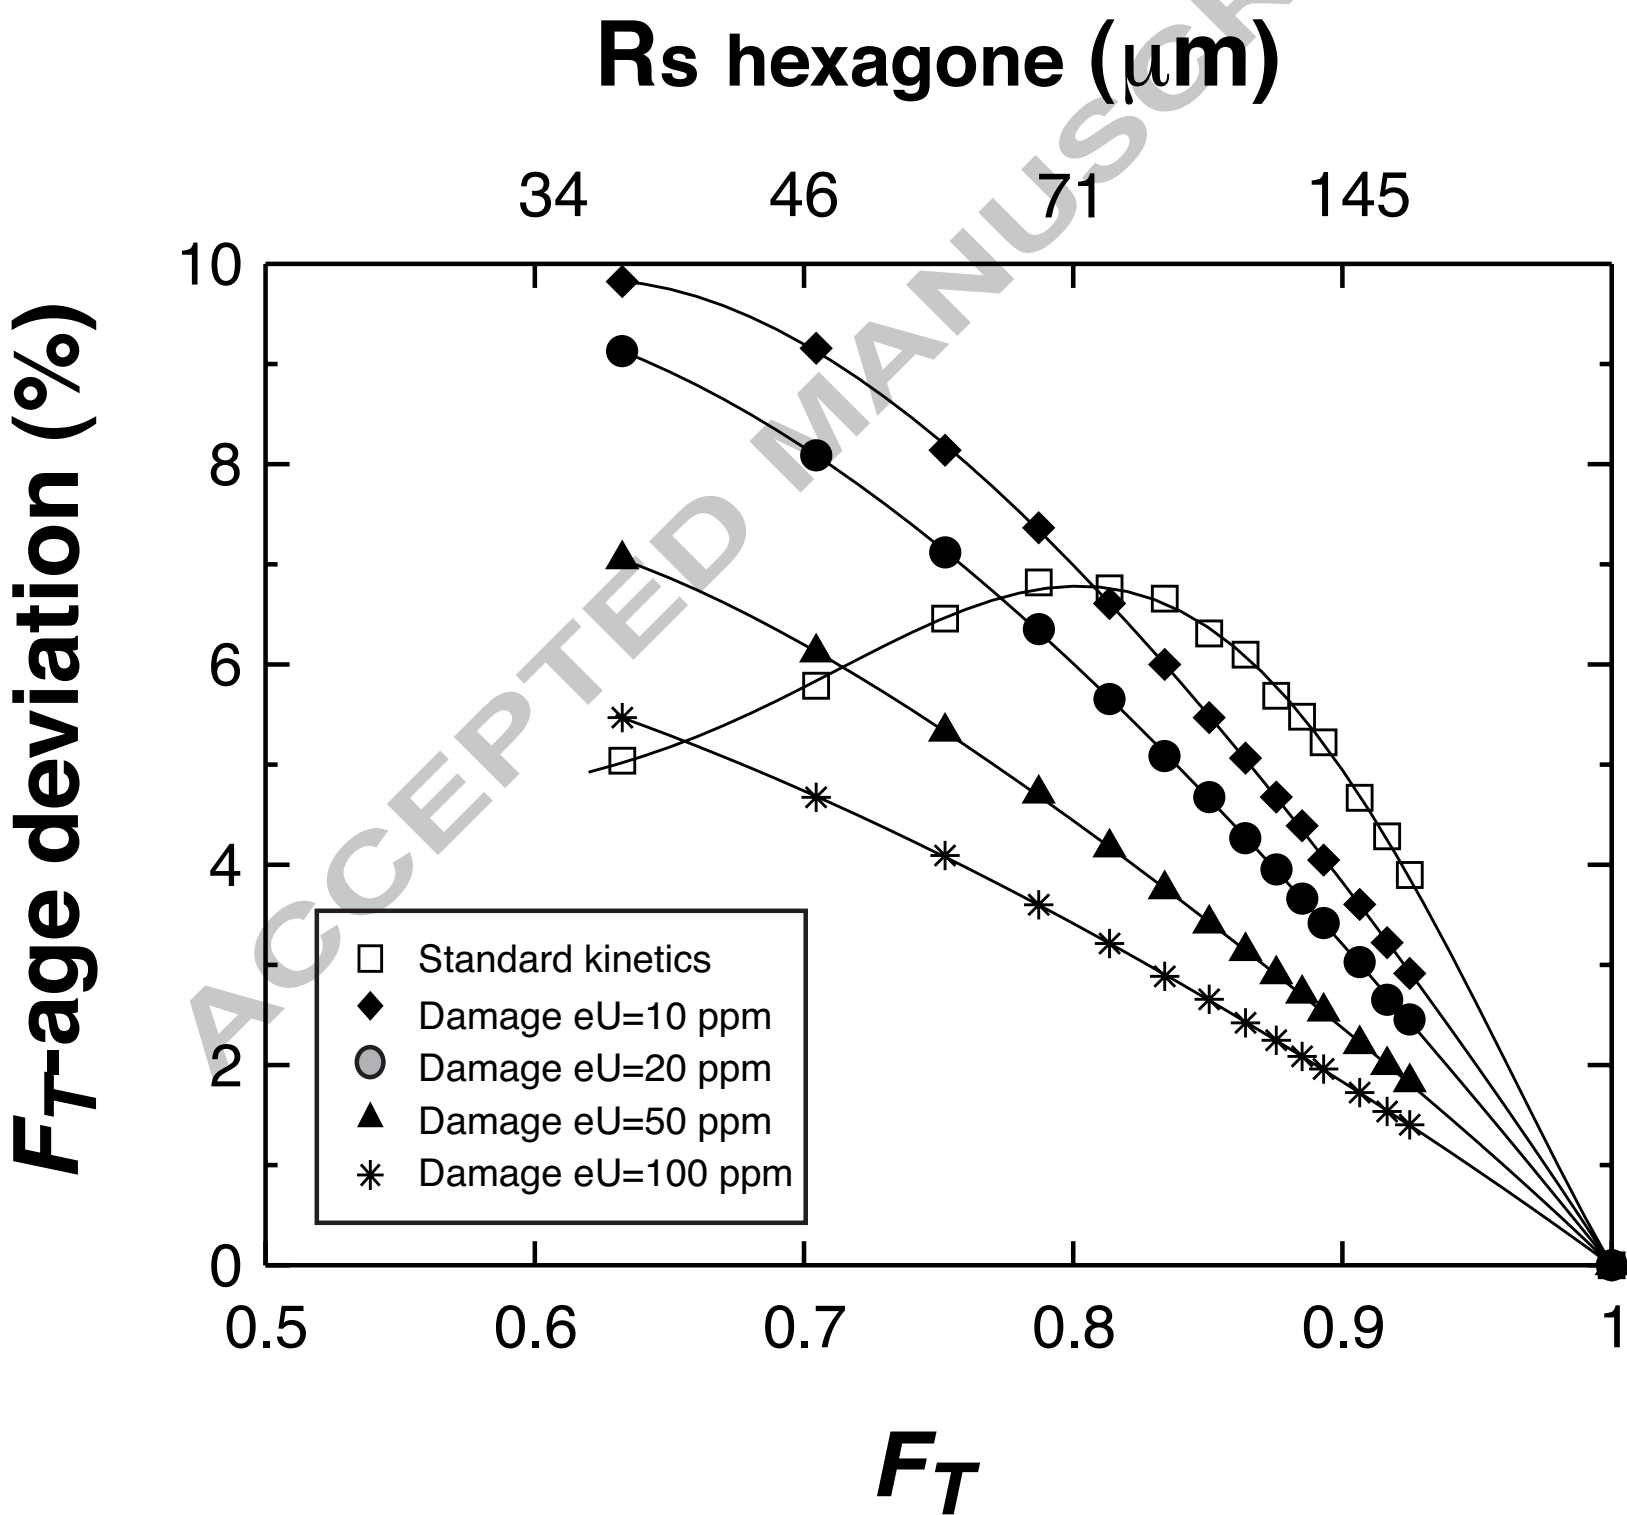 Rs hexagone (μm)
34 46 71 145
10
8
6
4
2
0
FT-age deviation (%)
ACCEPTED MANUSCR
Standard kinetics
Damage eU=10 ppm
Damage eU=20 ppm
Damage eU=50 ppm
Damage eU=100 ppm
0.5 0.6 0.7 0.8 0.9 1
FT